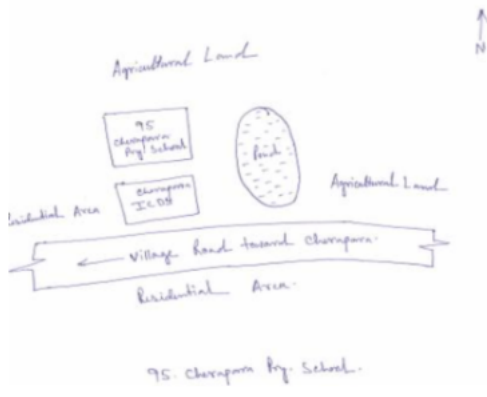 N
Agricultural Land
95
Cherapara
Pry. School
Pond
Cherapara
ICDS
Agricultural Land
Area
Village Road toward Cherapara.
Residential Area.
95. Cherapara Pry. School.